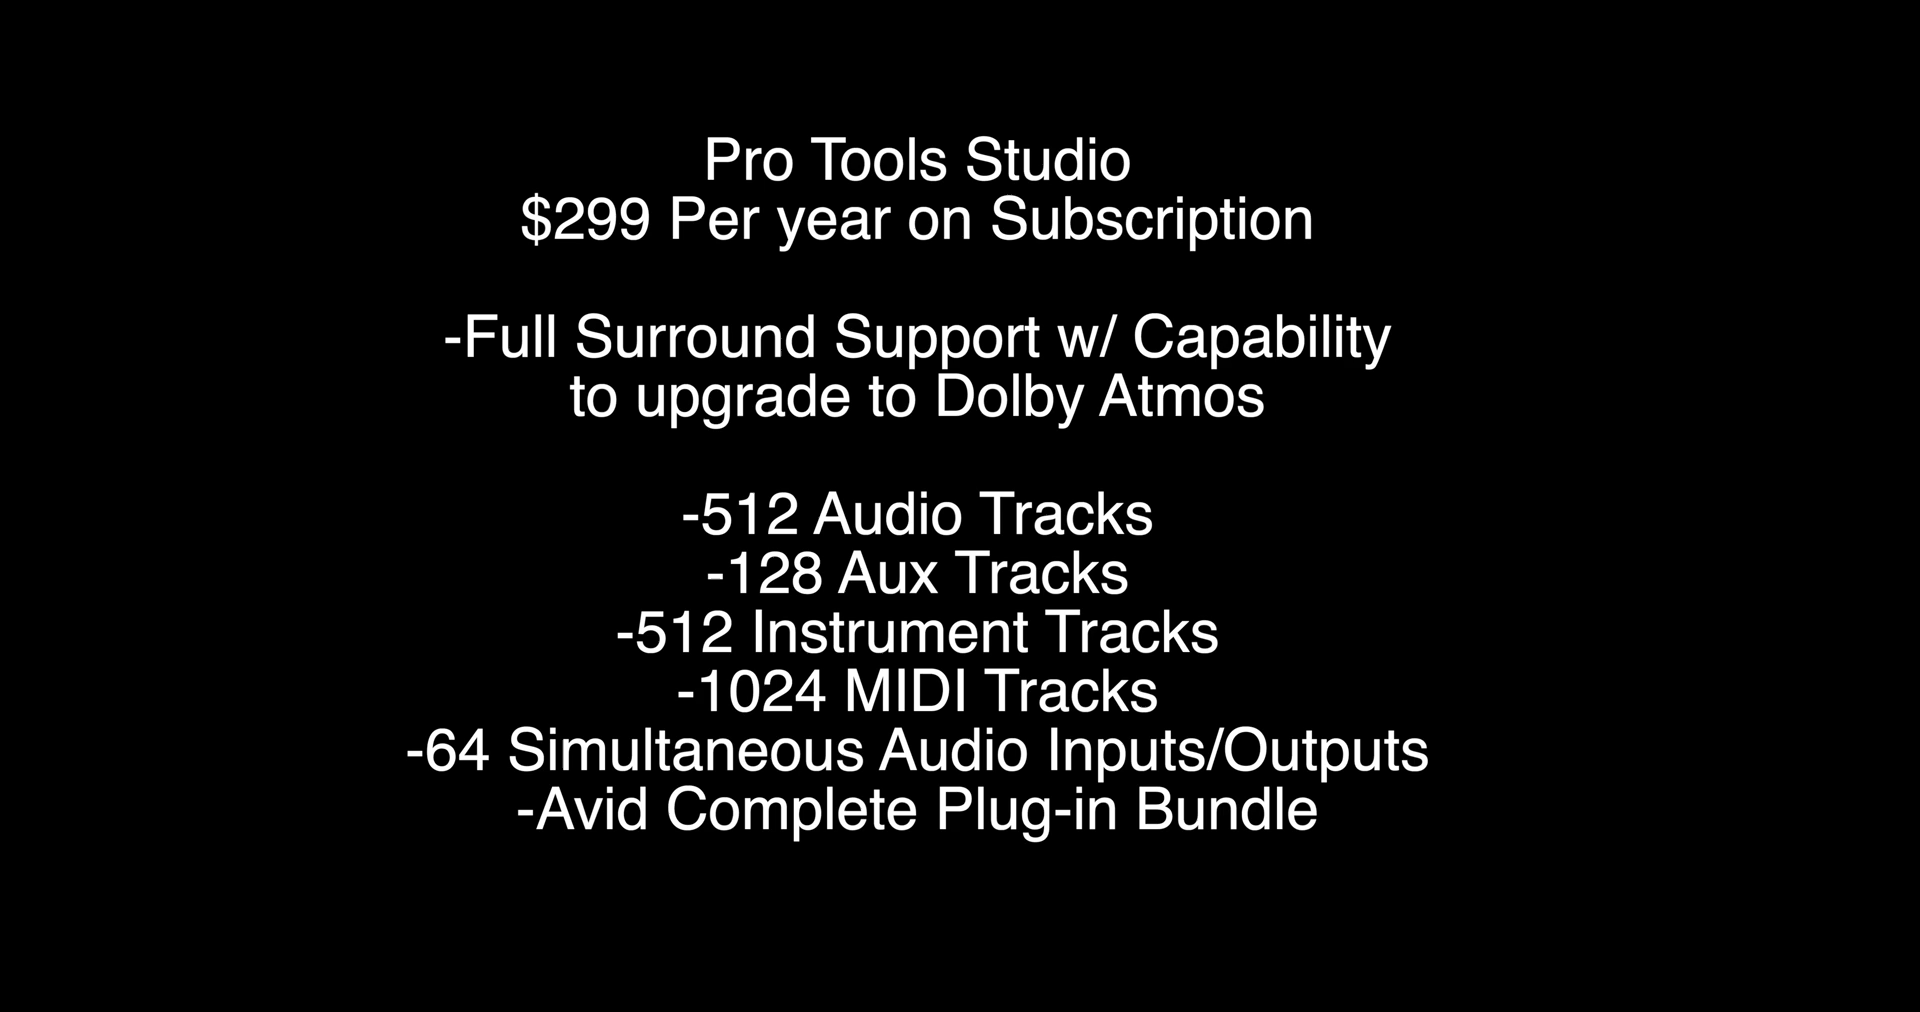 Pro Tools Studio
$299 Per year on Subscription
-Full Surround Support w/ Capability
to upgrade to Dolby Atmos
-512 Audio Tracks
-128 Aux Tracks
-512 Instrument Tracks
-1024 MIDI Tracks
-64 Simultaneous Audio Inputs/Outputs
-Avid Complete Plug-in Bundle